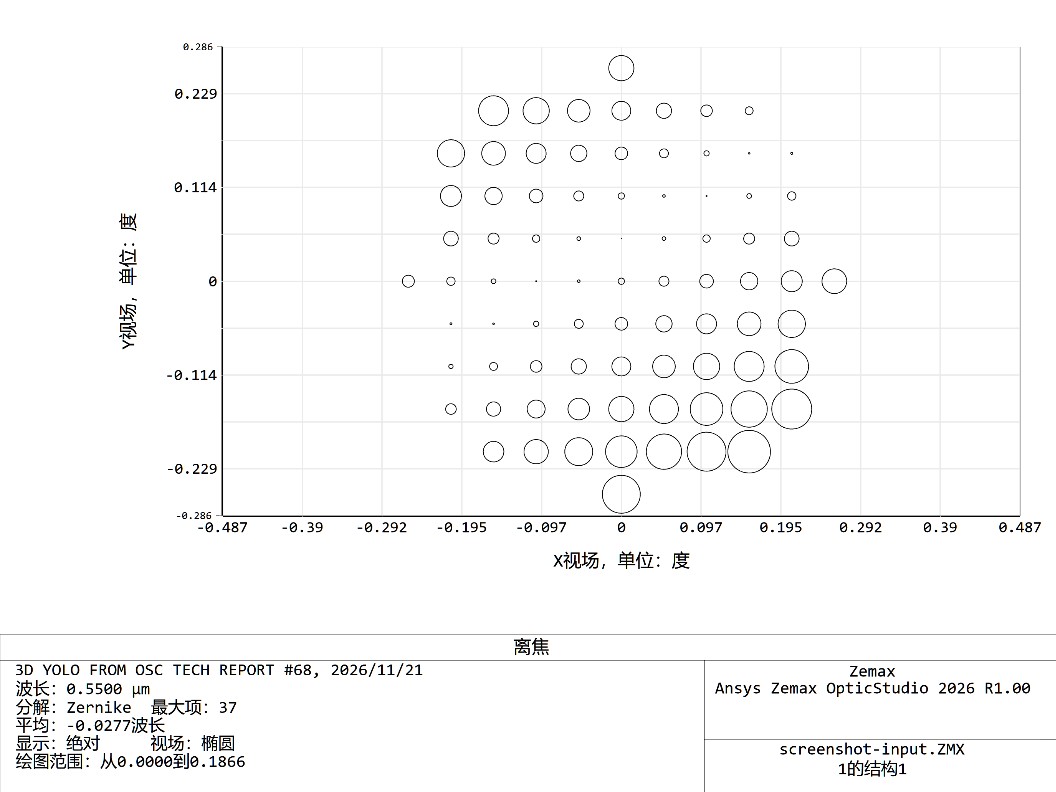 0.286
0.229
0.114
0
-0.114
-0.229
-0.286
Y视场，单位：度
-0.487 -0.39 -0.292 -0.195 -0.097 0 0.097 0.195 0.292 0.39 0.487
X视场，单位：度
离焦
3D YOLO FROM OSC TECH REPORT #68, 2026/11/21
波长：0.5500 µm
分解：Zernike 最大项：37
平均：-0.0277波长
显示：绝对 视场：椭圆
绘图范围：从0.0000到0.1866
Zemax
Ansys Zemax OpticStudio 2026 R1.00
screenshot-input.ZMX
1的结构1